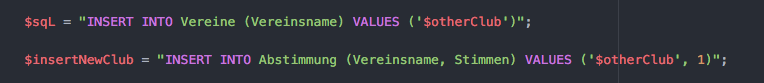 $sqL = "INSERT INTO Vereine (Vereinsname) VALUES ('$otherClub')";
$insertNewClub = "INSERT INTO Abstimmung (Vereinsname, Stimmen) VALUES ('$otherClub', 1)";